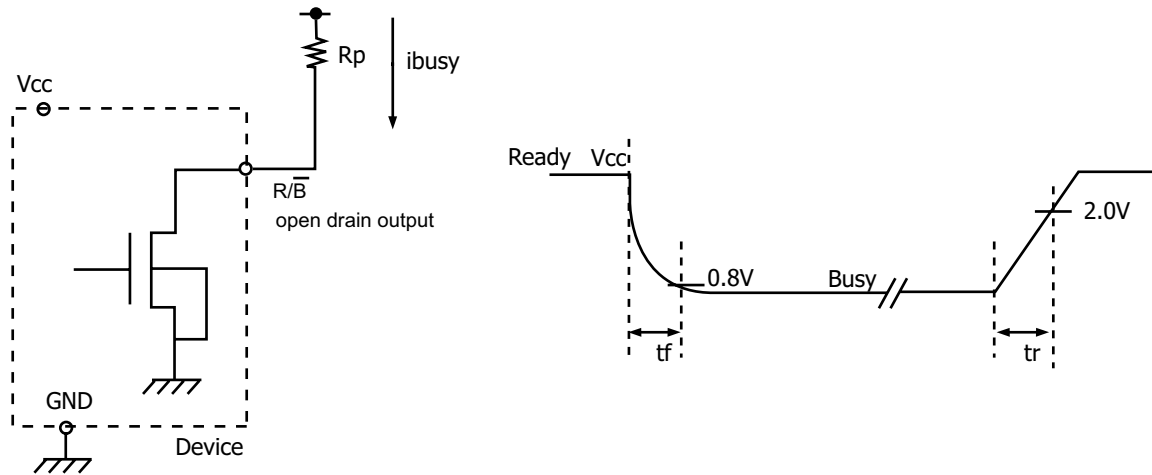 Rp
ibusy
Vcc
R/B̅
open drain output
GND
Device
Ready Vcc
2.0V
0.8V
Busy
tf
tr